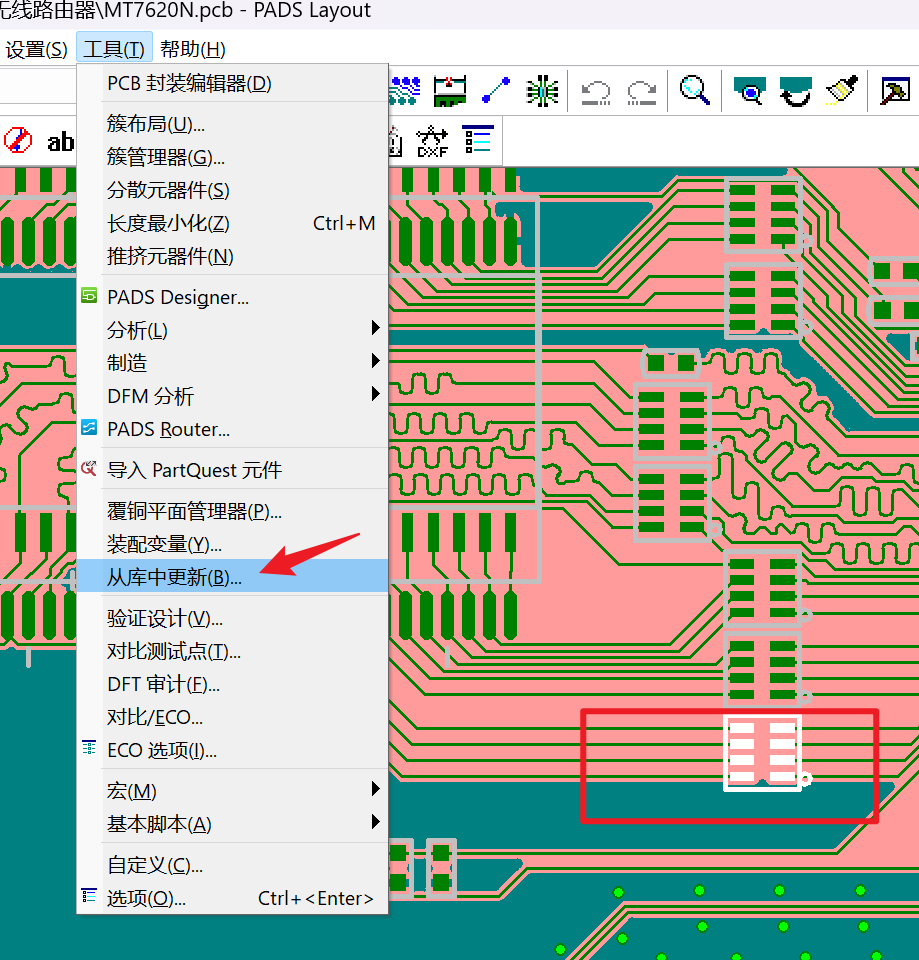 无线路由器\MT7620N.pcb - PADS Layout
设置(S) 工具(T) 帮助(H)
PCB 封装编辑器(D)
ab
DXF
簇布局(U)...
簇管理器(G)...
分散元器件(S)
长度最小化(Z) Ctrl+M
推挤元器件(N)
PADS Designer...
分析(L)
制造
DFM 分析
PADS Router...
导入 PartQuest 元件
覆铜平面管理器(P)...
装配变量(Y)...
从库中更新(B)...
验证设计(V)...
对比测试点(T)...
DFT 审计(F)...
对比/ECO...
ECO 选项(I)...
宏(M)
基本脚本(A)
自定义(C)...
选项(O)... Ctrl+<Enter>